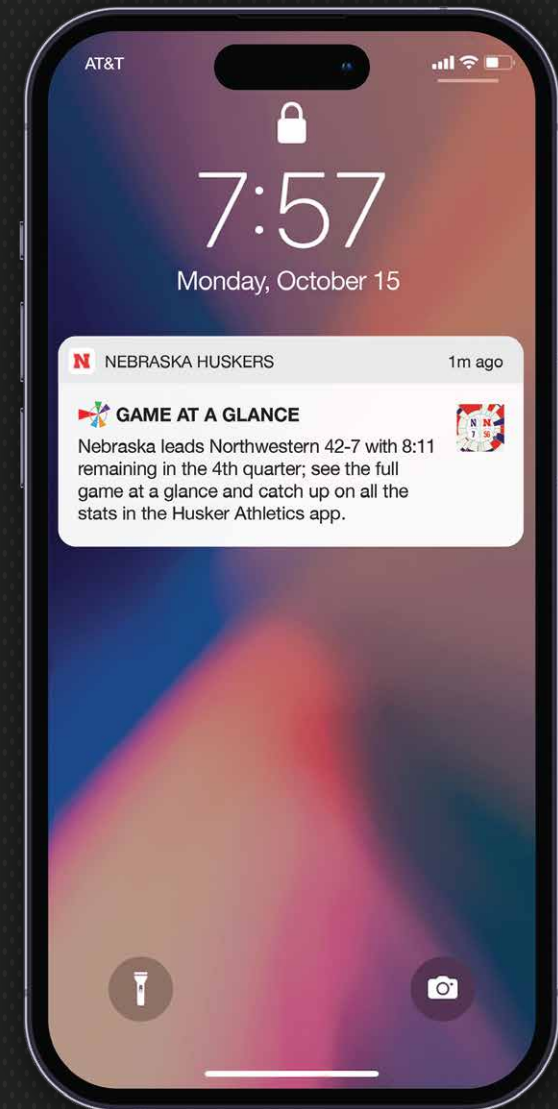 AT&T
7:57
Monday, October 15
N NEBRASKA HUSKERS 1m ago
GAME AT A GLANCE
Nebraska leads Northwestern 42-7 with 8:11
remaining in the 4th quarter; see the full
game at a glance and catch up on all the
stats in the Husker Athletics app.
N N
7 56